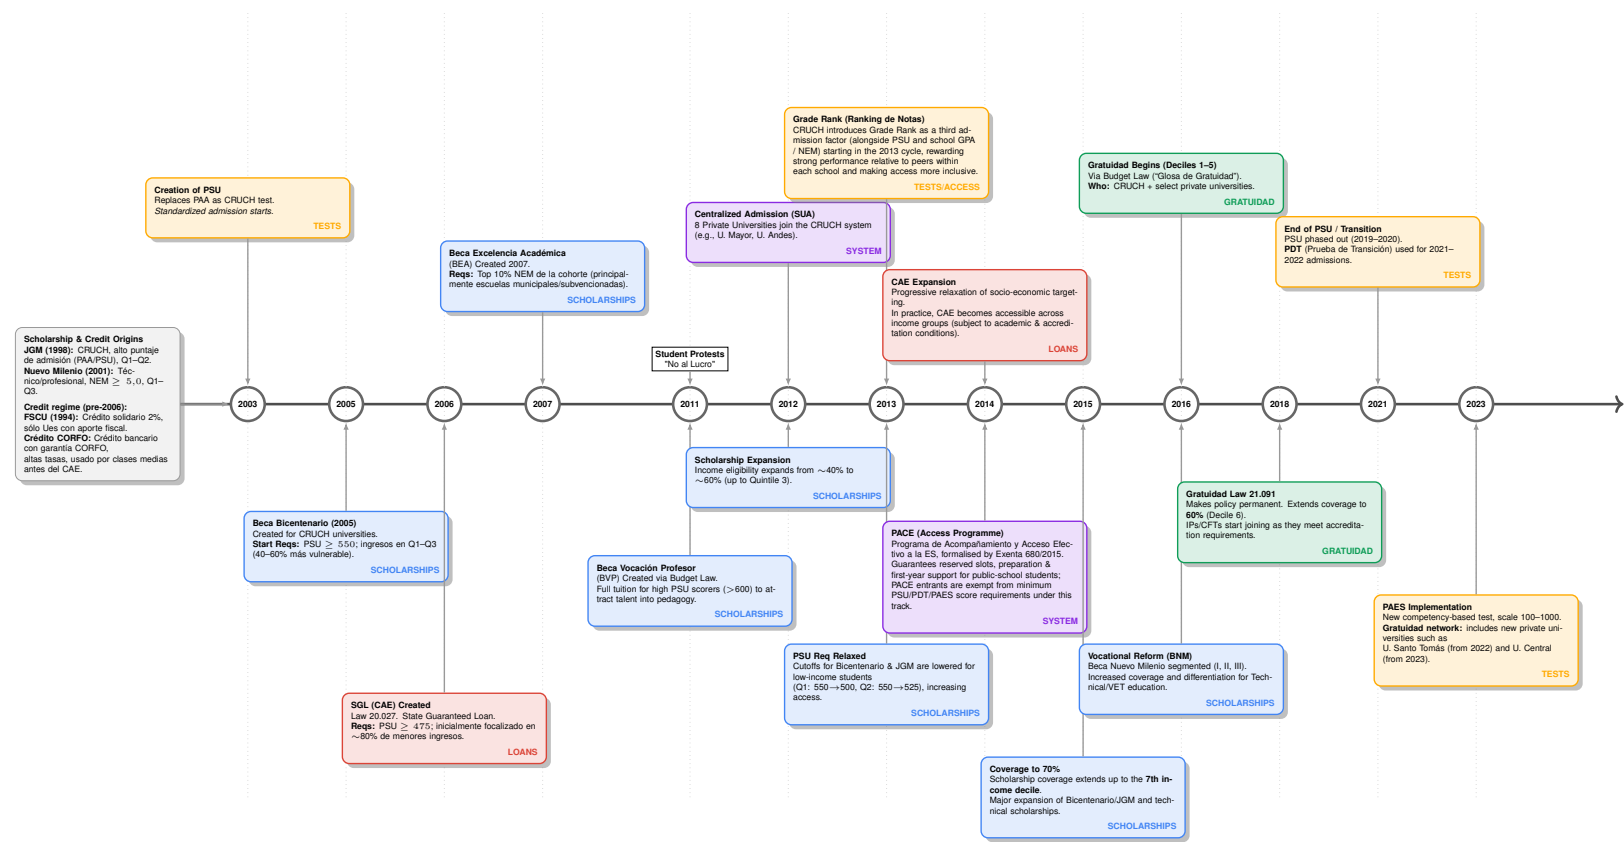 Grade Rank (Ranking de Notas)
CRUCH introduces Grade Rank as a third ad-
mission factor (alongside PSU and school GPA
/ NEM) starting in the 2013 cycle, rewarding
strong performance relative to peers within
each school and making access more inclusive.
TESTS/ACCESS
Gratuidad Begins (Deciles 1–5)
Via Budget Law ("Glosa de Gratuidad").
Who: CRUCH + select private universities.
GRATUIDAD
Creation of PSU
Replaces PAA as CRUCH test.
Standardized admission starts.
TESTS
Centralized Admission (SUA)
8 Private Universities join the CRUCH system
(e.g., U. Mayor, U. Andes).
SYSTEM
End of PSU / Transition
PSU phased out (2019–2020).
PDT (Prueba de Transición) used for 2021–
2022 admissions.
TESTS
Beca Excelencia Académica
(BEA) Created 2007.
Reqs: Top 10% NEM de la cohorte (principal-
mente escuelas municipales/subvencionadas).
SCHOLARSHIPS
CAE Expansion
Progressive relaxation of socio-economic target-
ing.
In practice, CAE becomes accessible across
income groups (subject to academic & accredi-
tation conditions).
LOANS
Student Protests
"No al Lucro"
Scholarship & Credit Origins
JGM (1998): CRUCH, alto puntaje
de admisión (PAA/PSU), Q1–Q2.
Nuevo Milenio (2001): Téc-
nico/profesional, NEM ≥ 5,0, Q1–
Q3.
Credit regime (pre-2006):
FSCU (1994): Crédito solidario 2%,
sólo Ues con aporte fiscal.
Crédito CORFO: Crédito bancario
con garantía CORFO,
altas tasas, usado por clases medias
antes del CAE.
2003
2005
2006
2007
2011
2012
2013
2014
2015
2016
2018
2021
2023
Scholarship Expansion
Income eligibility expands from ∼40% to
∼60% (up to Quintile 3).
SCHOLARSHIPS
Gratuidad Law 21.091
Makes policy permanent. Extends coverage to
60% (Decile 6).
IPs/CFTs start joining as they meet accredita-
tion requirements.
GRATUIDAD
Beca Bicentenario (2005)
Created for CRUCH universities.
Start Reqs: PSU ≥ 550; ingresos en Q1–Q3
(40–60% más vulnerable).
SCHOLARSHIPS
PACE (Access Programme)
Programa de Acompañamiento y Acceso Efec-
tivo a la ES, formalised by Exenta 680/2015.
Guarantees reserved slots, preparation &
first-year support for public-school students;
PACE entrants are exempt from minimum
PSU/PDT/PAES score requirements under this
track.
SYSTEM
Beca Vocación Profesor
(BVP) Created via Budget Law.
Full tuition for high PSU scorers (>600) to at-
tract talent into pedagogy.
SCHOLARSHIPS
PAES Implementation
New competency-based test, scale 100–1000.
Gratuidad network: includes new private uni-
versities such as
U. Santo Tomás (from 2022) and U. Central
(from 2023).
TESTS
PSU Req Relaxed
Cutoffs for Bicentenario & JGM are lowered for
low-income students
(Q1: 550→500, Q2: 550→525), increasing
access.
SCHOLARSHIPS
Vocational Reform (BNM)
Beca Nuevo Milenio segmented (I, II, III).
Increased coverage and differentiation for Tech-
nical/VET education.
SCHOLARSHIPS
SGL (CAE) Created
Law 20.027. State Guaranteed Loan.
Reqs: PSU ≥ 475; inicialmente focalizado en
∼80% de menores ingresos.
LOANS
Coverage to 70%
Scholarship coverage extends up to the 7th in-
come decile.
Major expansion of Bicentenario/JGM and tech-
nical scholarships.
SCHOLARSHIPS